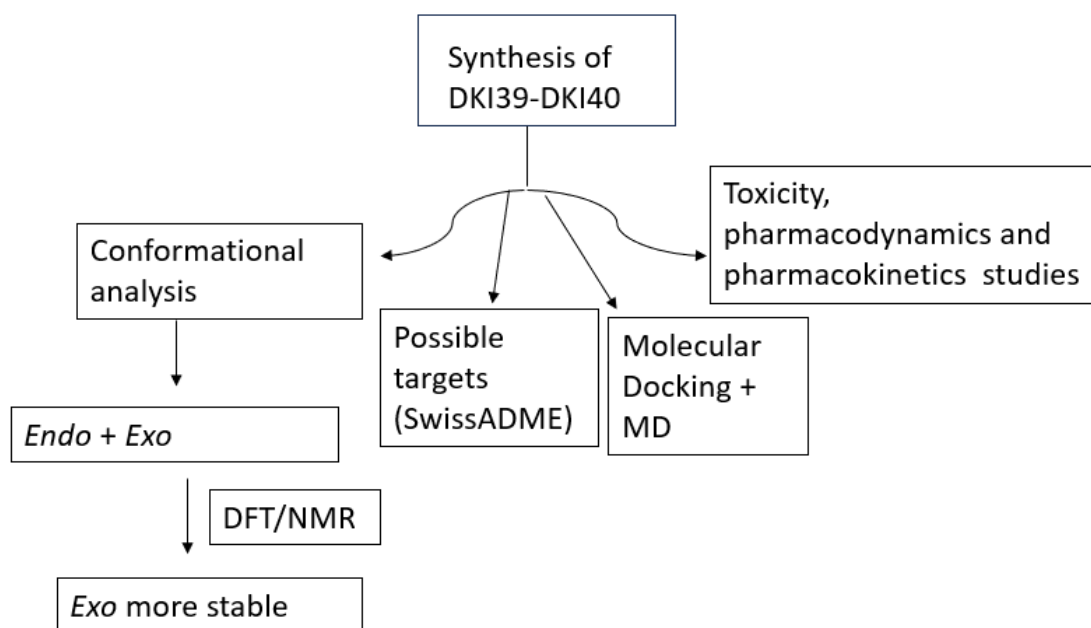 Synthesis of
DKI39-DKI40
Toxicity,
pharmacodynamics and
pharmacokinetics  studies
Conformational
analysis
Possible
targets
(SwissADME)
Molecular
Docking +
MD
Endo + Exo
DFT/NMR
Exo more stable